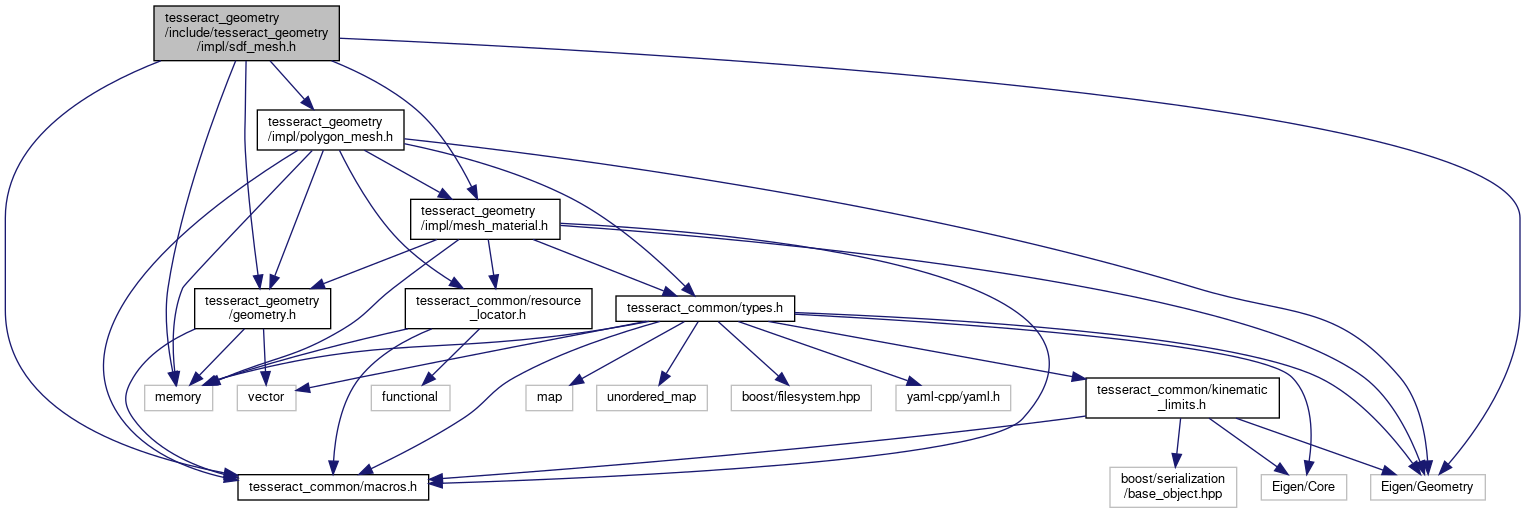 tesseract_geometry
/include/tesseract_geometry
/impl/sdf_mesh.h
tesseract_geometry
/impl/polygon_mesh.h
tesseract_geometry
/impl/mesh_material.h
tesseract_geometry
/geometry.h
tesseract_common/resource
_locator.h
tesseract_common/types.h
memory
vector
functional
map
unordered_map
boost/filesystem.hpp
yaml-cpp/yaml.h
tesseract_common/kinematic
_limits.h
tesseract_common/macros.h
boost/serialization
/base_object.hpp
Eigen/Core
Eigen/Geometry